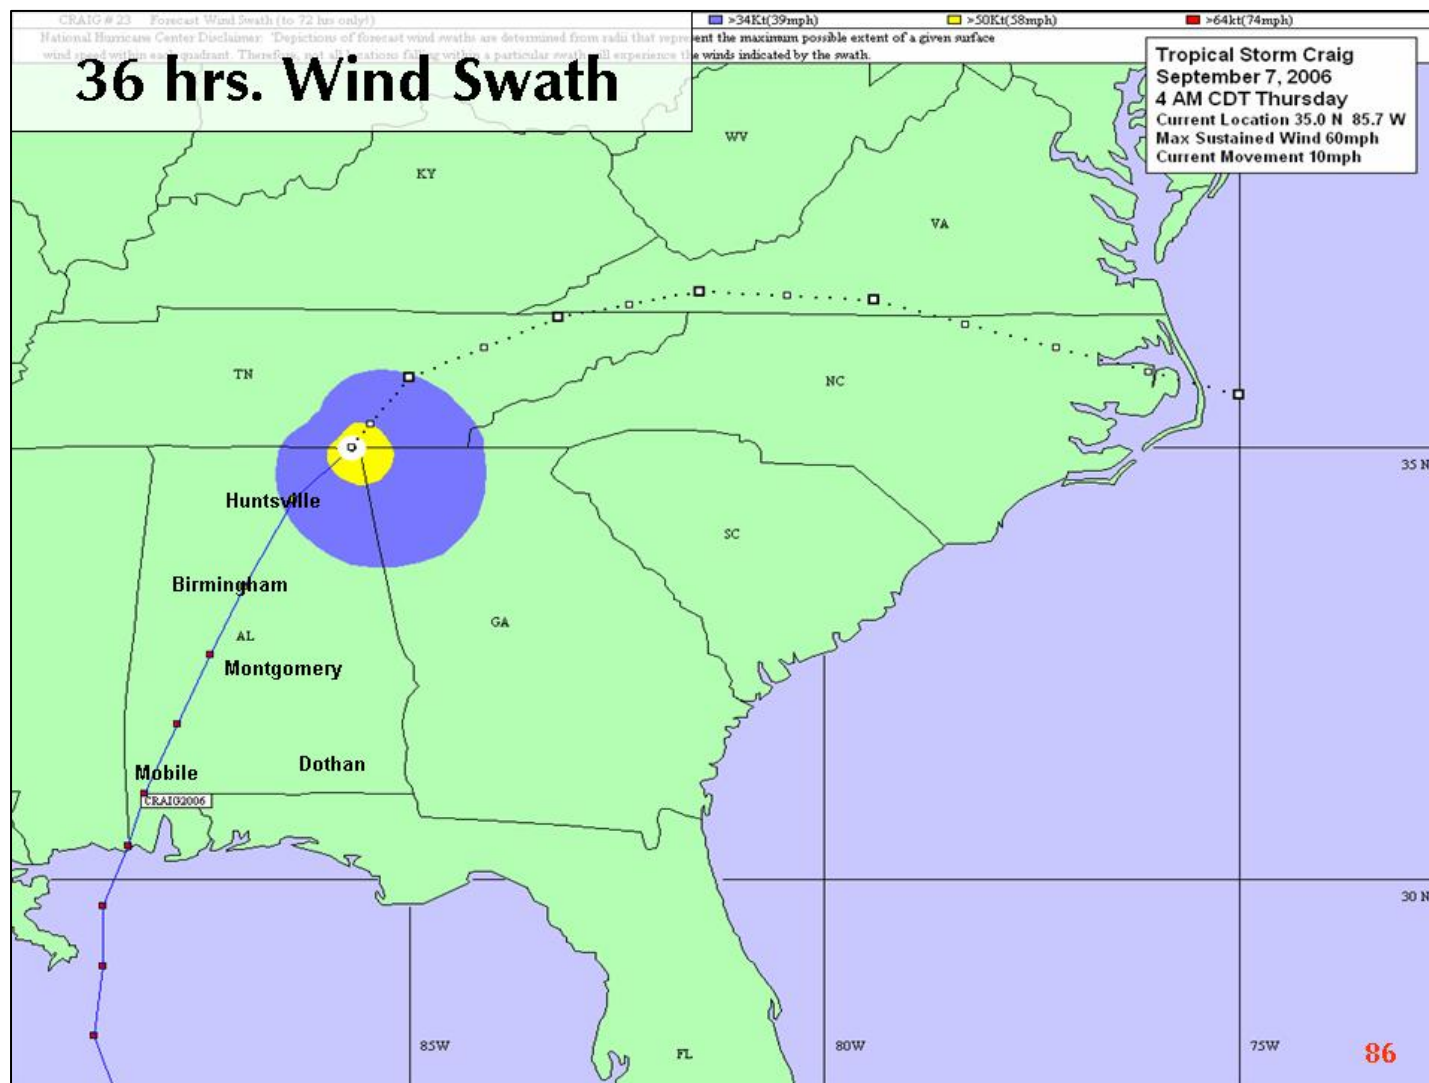 CRAIG # 23 Forecast Wind Swath (to 72 hrs only!)
>34Kt(39mph) >50Kt(58mph) >64kt(74mph)
National Hurricane Center Disclaimer: "Depictions of forecast wind swaths are determined from radii that represent the maximum possible extent of a given surface
wind speed within each quadrant. Therefore, not all locations falling within a particular swath will experience the winds indicated by the swath.
36 hrs. Wind Swath
Tropical Storm Craig
September 7, 2006
4 AM CDT Thursday
Current Location 35.0 N 85.7 W
Max Sustained Wind 60mph
Current Movement 10mph
WV
KY
VA
TN
NC
35 N
Huntsville
SC
Birmingham
GA
AL
Montgomery
Dothan
Mobile
CRAIG2006
30 N
85W
80W
75W
FL
86